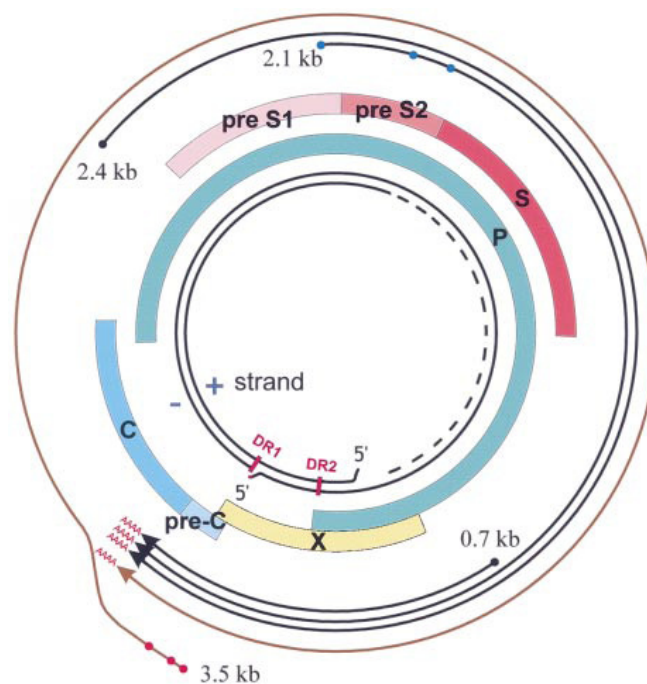 2.1 kb
pre S1
pre S2
2.4 kb
S
P
+ strand
-
C
DR1
DR2
5'
5'
pre-C
X
AAAA
AAAA
AAAA
AAAA
0.7 kb
3.5 kb